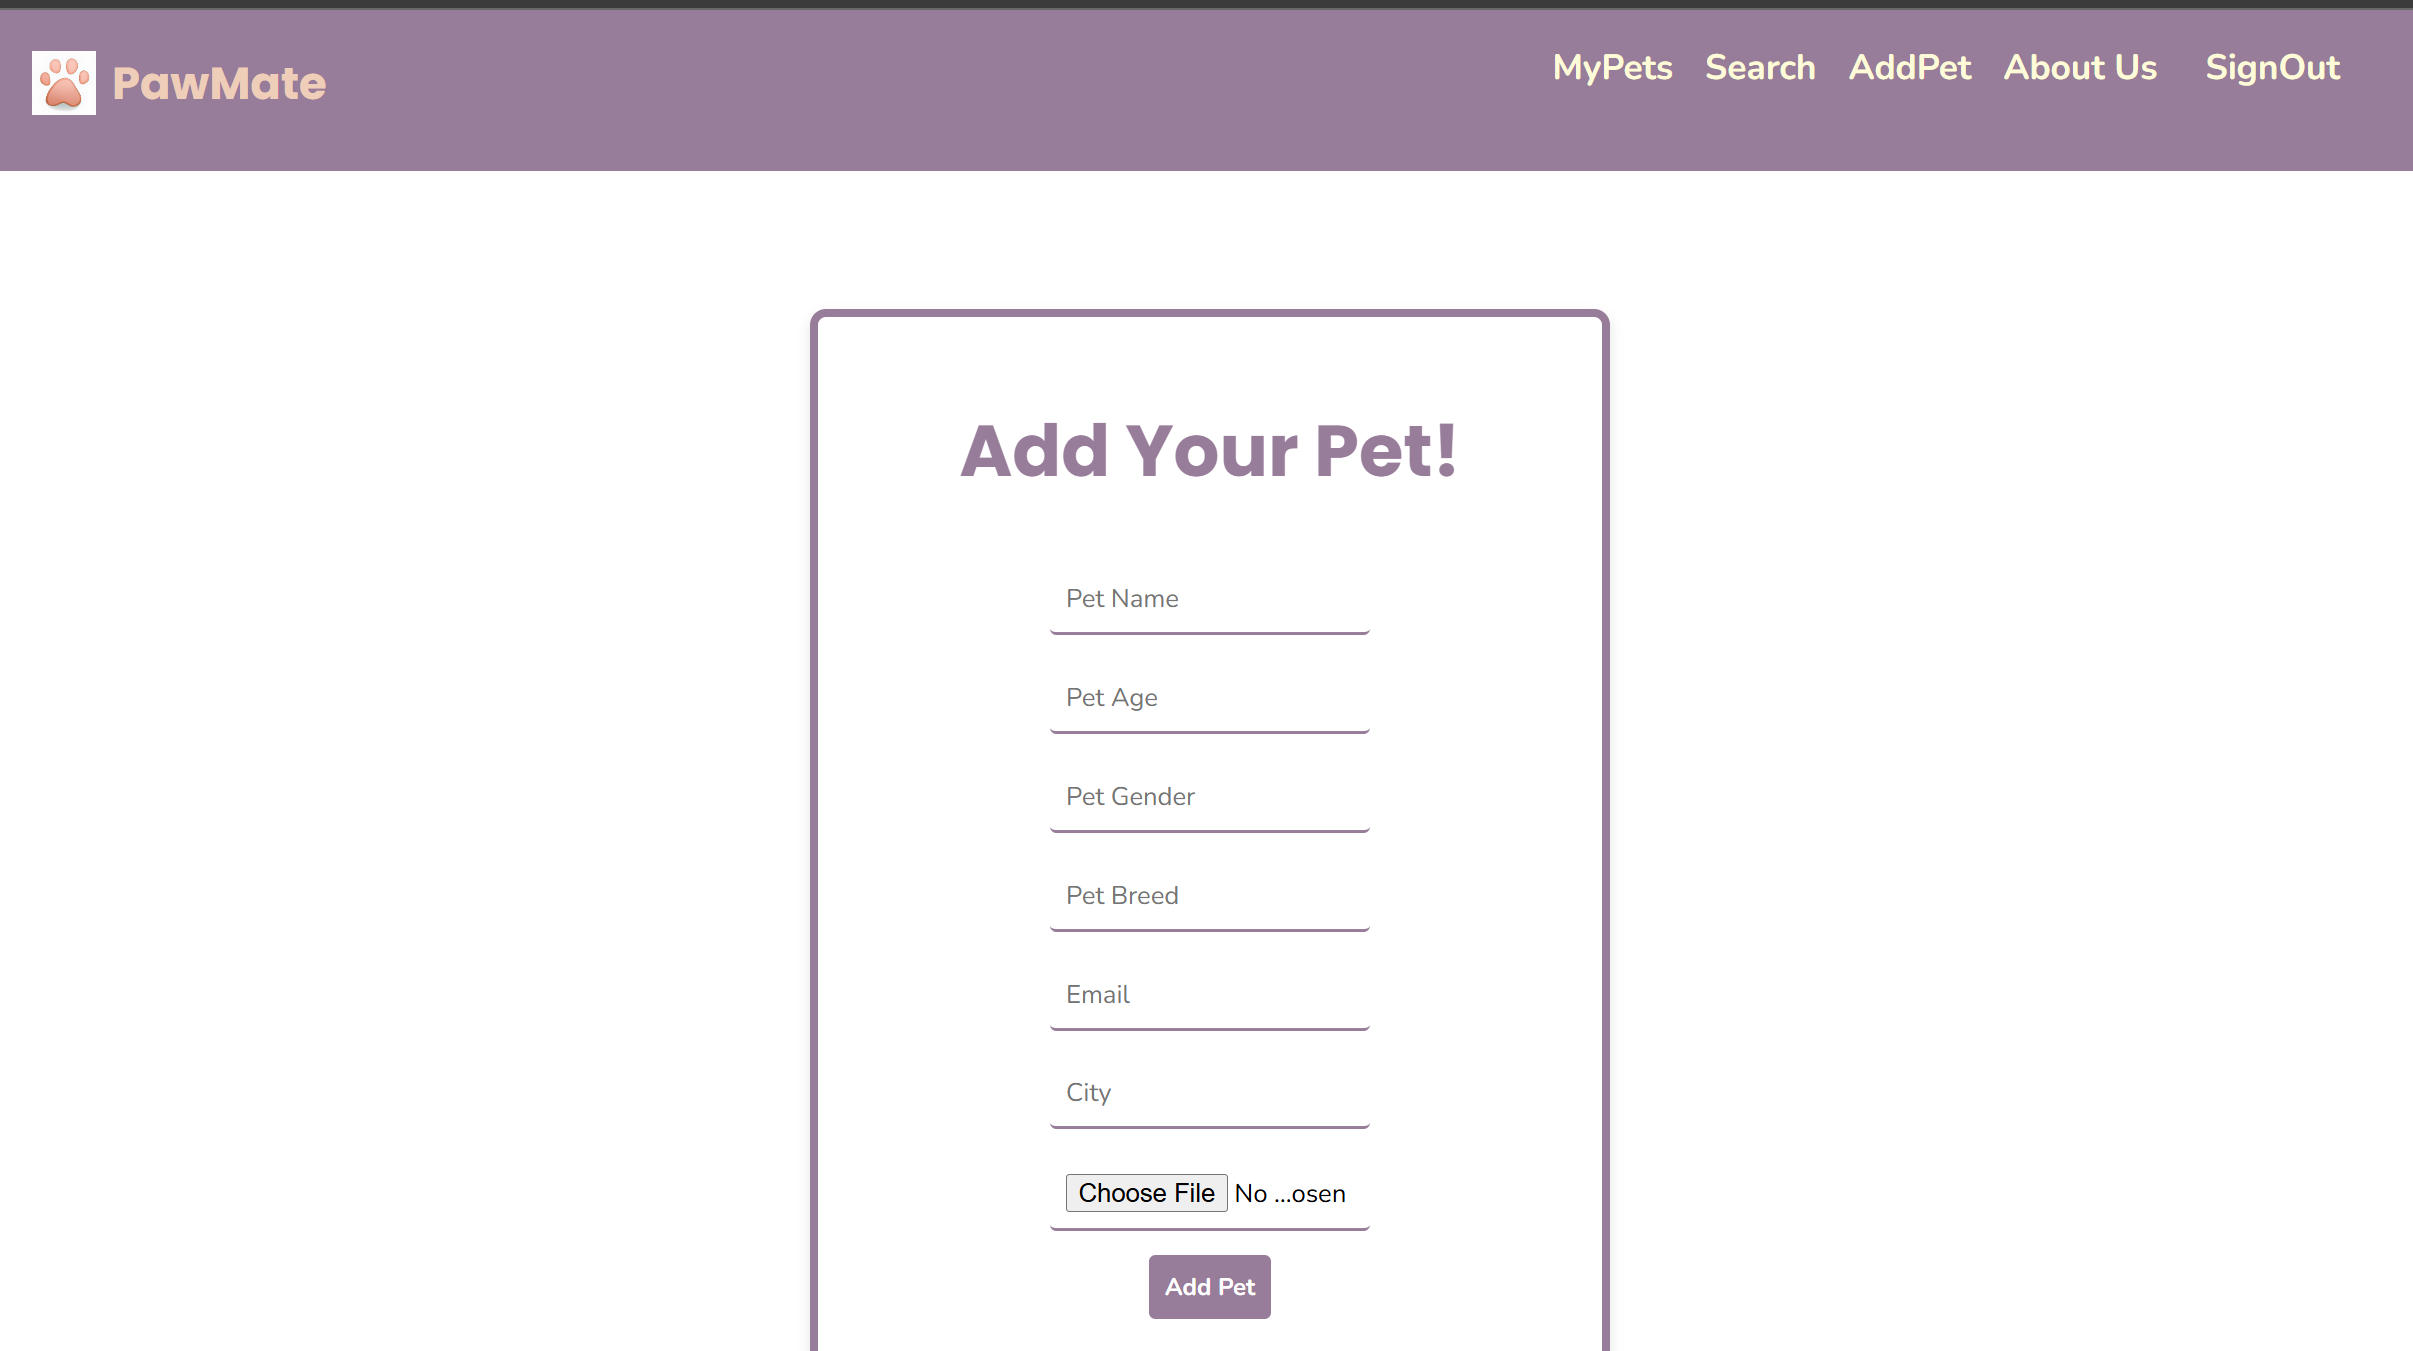 PawMate
MyPets Search AddPet About Us SignOut
Add Your Pet!
Pet Name
Pet Age
Pet Gender
Pet Breed
Email
City
Choose File No ...osen
Add Pet